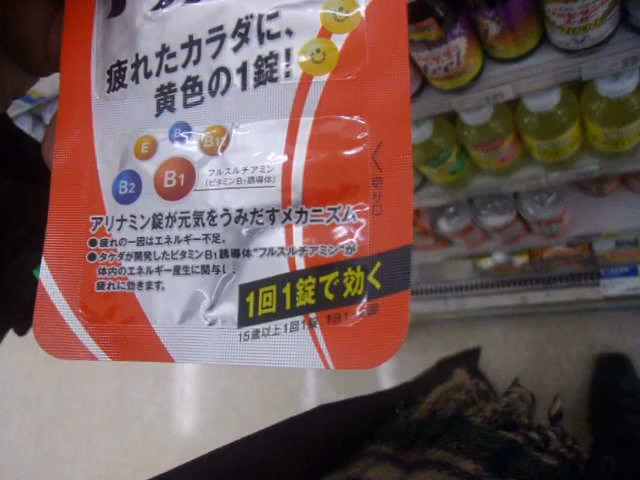 疲れたカラダに、
黄色の1錠!
E
B
B2
B1
フルスルチアミン
(ビタミンB1誘導体)
切り口
アリナミン錠が元気をうみだすメカニズム
●疲れの一因はエネルギー不足。
●タケダが開発したビタミンB1誘導体"フルスルチアミン"が
体内のエネルギー産生に関与し、
疲れに効きます。
1回1錠で効く
15歳以上1回1錠